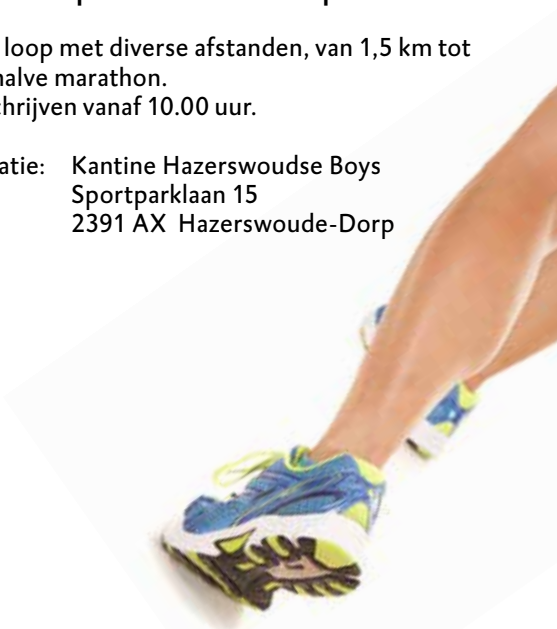 loop met diverse afstanden, van 1,5 km tot
halve marathon.
chrijven vanaf 10.00 uur.
atie: Kantine Hazerswoudse Boys
Sportparklaan 15
2391 AX Hazerswoude-Dorp